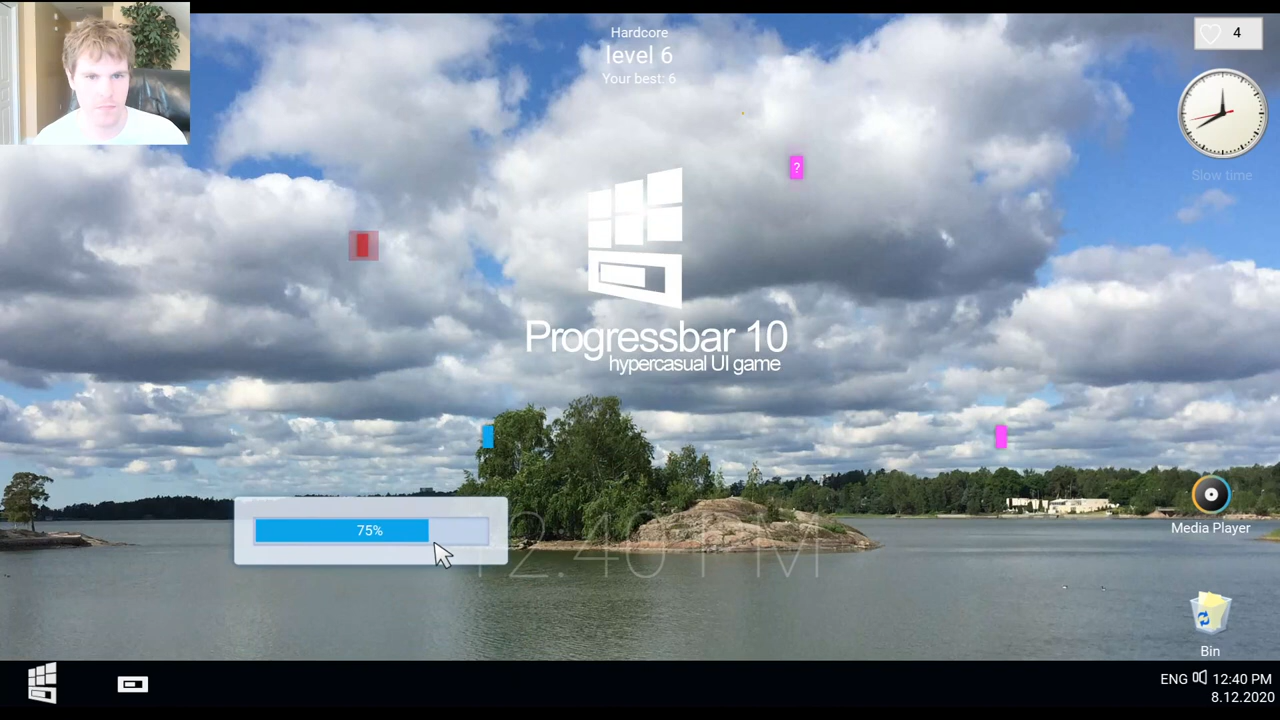 Hardcore
level 6
Your best: 6
4
Slow time
?
Progressbar 10
hypercasual UI game
75%
12:40 PM
Media Player
Bin
ENG 12:40 PM
8.12.2020